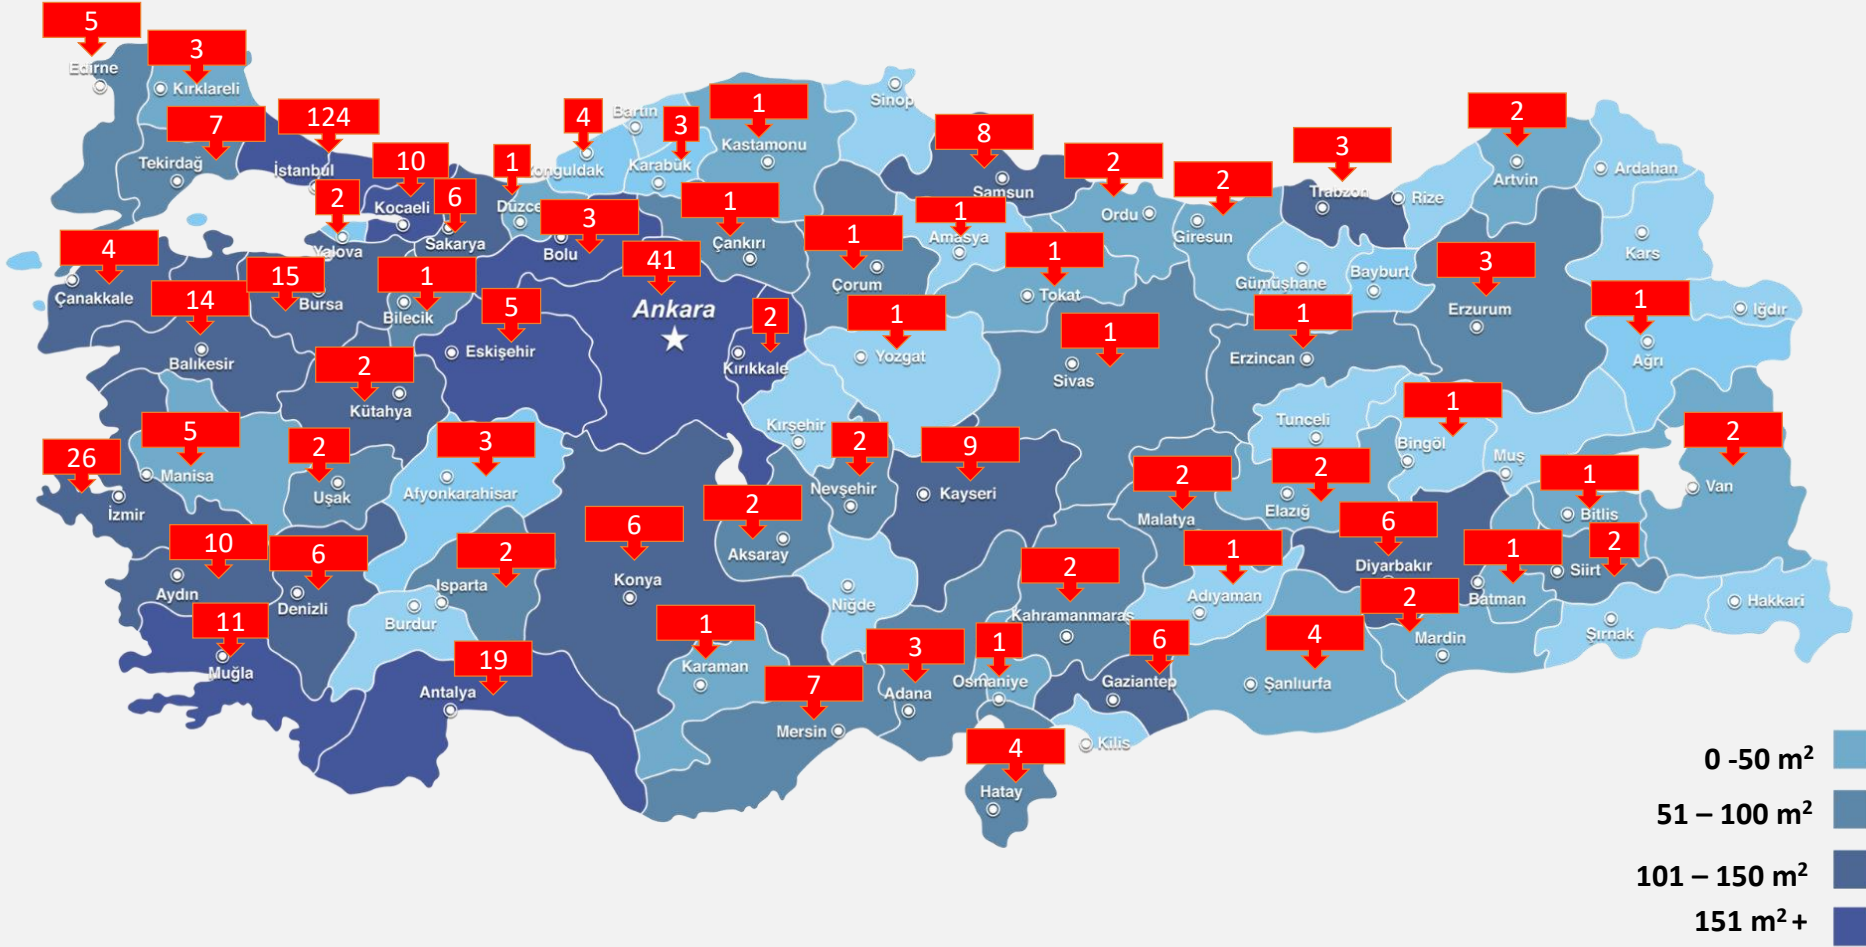 5
Edirne
3
Kırklareli
7
Tekirdağ
124
İstanbul
10
Kocaeli
2
Yalova
6
Sakarya
1
Düzce
4
onguldak
Bartın
3
Karabük
1
Kastamonu
Sinop
8
Samsun
2
Ordu
2
Giresun
3
Trabzon
Rize
2
Artvin
Ardahan
Kars
3
Bolu
1
Çankırı
1
Çorum
1
Amasya
1
Tokat
Gümüşhane
Bayburt
3
Erzurum
1
Ağrı
Iğdır
4
Çanakkale
14
Balıkesir
15
Bursa
1
Bilecik
5
Eskişehir
41
Ankara
2
Kırıkkale
1
Yozgat
1
Sivas
1
Erzincan
2
Kütahya
Kırşehir
Tunceli
1
Bingöl
Muş
2
Van
26
İzmir
5
Manisa
2
Uşak
3
Afyonkarahisar
2
Nevşehir
9
Kayseri
2
Malatya
2
Elazığ
1
Bitlis
10
Aydın
6
Denizli
2
Isparta
Burdur
6
Konya
2
Aksaray
Niğde
2
Kahramanmaraş
1
Adıyaman
6
Diyarbakır
1
Batman
2
Siirt
2
Mardin
Şırnak
Hakkari
11
Muğla
19
Antalya
1
Karaman
7
Mersin
3
Adana
1
Osmaniye
6
Gaziantep
Kilis
4
Şanlıurfa
4
Hatay
0 -50 m²
51 – 100 m²
101 – 150 m²
151 m² +